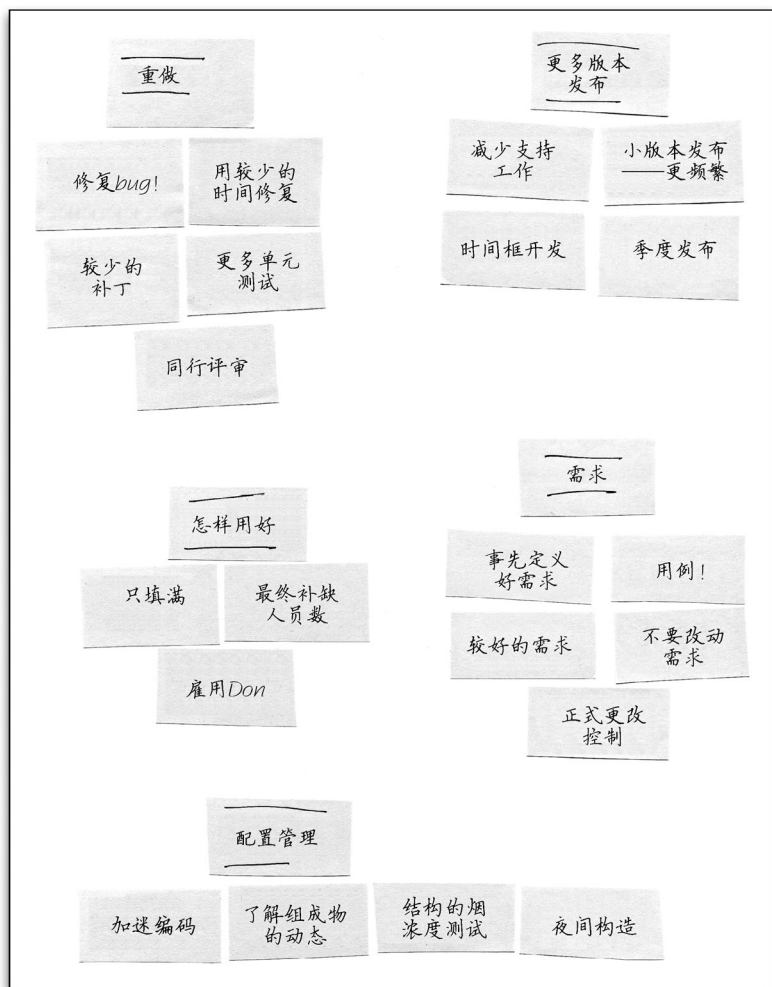 重做
修复bug!
用较少的
时间修复
较少的
补丁
更多单元
测试
同行评审
更多版本
发布
减少支持
工作
小版本发布
——更频繁
时间框开发
季度发布
怎样用好
只填满
最终补缺
人员数
雇用Don
需求
事先定义
好需求
用例!
较好的需求
不要改动
需求
正式更改
控制
配置管理
加迷编码
了解组成物
的动态
结构的烟
浓度测试
夜间构造